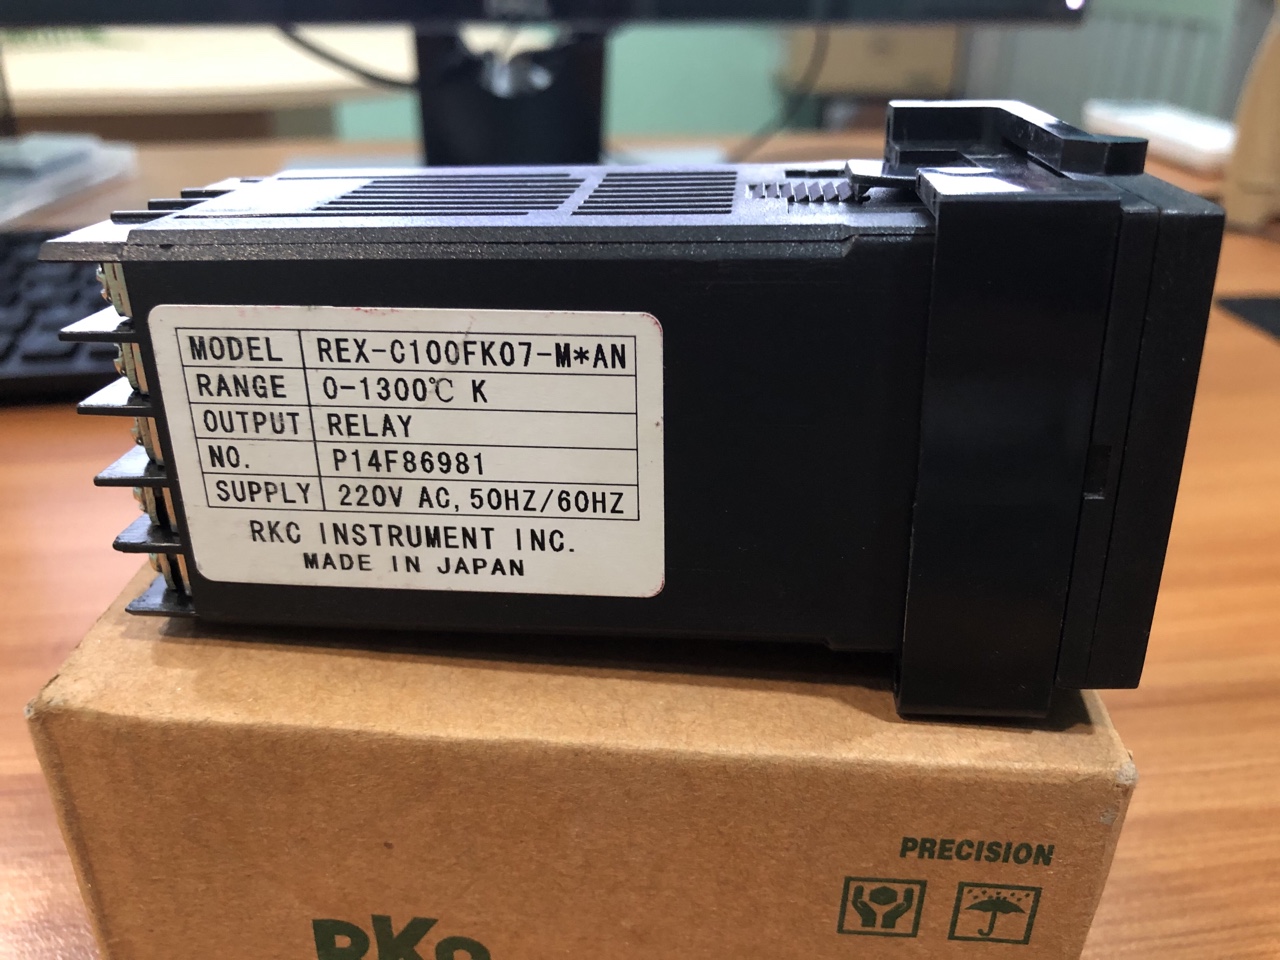 MODEL REX-C100FK07-M*AN
RANGE 0-1300℃ K
OUTPUT RELAY
NO. P14F86981
SUPPLY 220V AC, 50HZ/60HZ
RKC INSTRUMENT INC.
MADE IN JAPAN
PRECISION
RKC